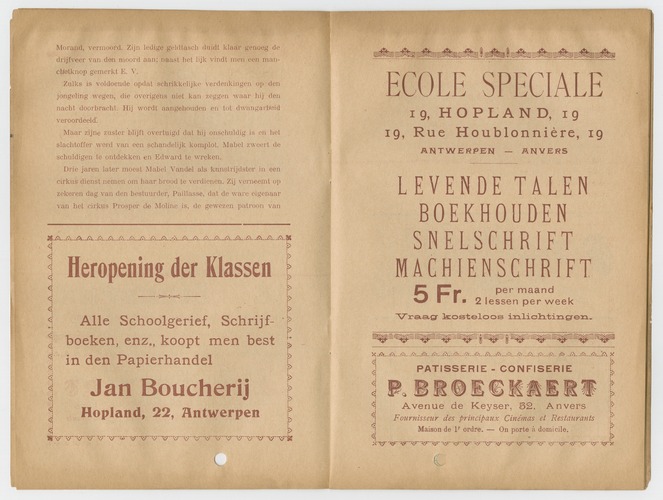 Morand, vermoord. Zijn ledige geldtasch duidt klaar genoeg de
drijfveer van den moord aan; naast het lijk vindt men een man-
chetknop gemerkt E. V.
Zulks is voldoende opdat schrikkelijke verdenkingen op den
jongeling wegen, die overigens niet kan zeggen waar hij den
nacht doorbracht. Hij wordt aangehouden en tot dwangarbeid
veroordeeld.
Maar zijne zuster blijft overtuigd dat hij onschuldig is en het
slachtoffer werd van een schandelijk komplot. Mabel zweert de
schuldigen te ontdekken en Edward te wreken.
Drie jaren later moest Mabel Vandal als kunstrijdster in een
cirkus dienst nemen om haar brood te verdienen. Zij verneemt op
zekeren dag van den bestuurder, Paillasse, dat de ware eigenaar
van het cirkus Prosper de Moline is, de gewezen patroon van
Heropening der Klassen
Alle Schoolgerief, Schrijf-
boeken, enz., koopt men best
in den Papierhandel
Jan Boucherij
Hopland, 22, Antwerpen
ECOLE SPECIALE
19, HOPLAND, 19
19, Rue Houblonnière, 19
ANTWERPEN — ANVERS
LEVENDE TALEN
BOEKHOUDEN
SNELSCHRIFT
MACHIENSCHRIFT
5 Fr. per maand
2 lessen per week
Vraag kosteloos inlichtingen.
PATISSERIE - CONFISERIE
P. BROECKAERT
Avenue de Keyser, 52, Anvers
Fournisseur des principaux Cinémas et Restaurants
Maison de 1e ordre. — On porte à domicile.